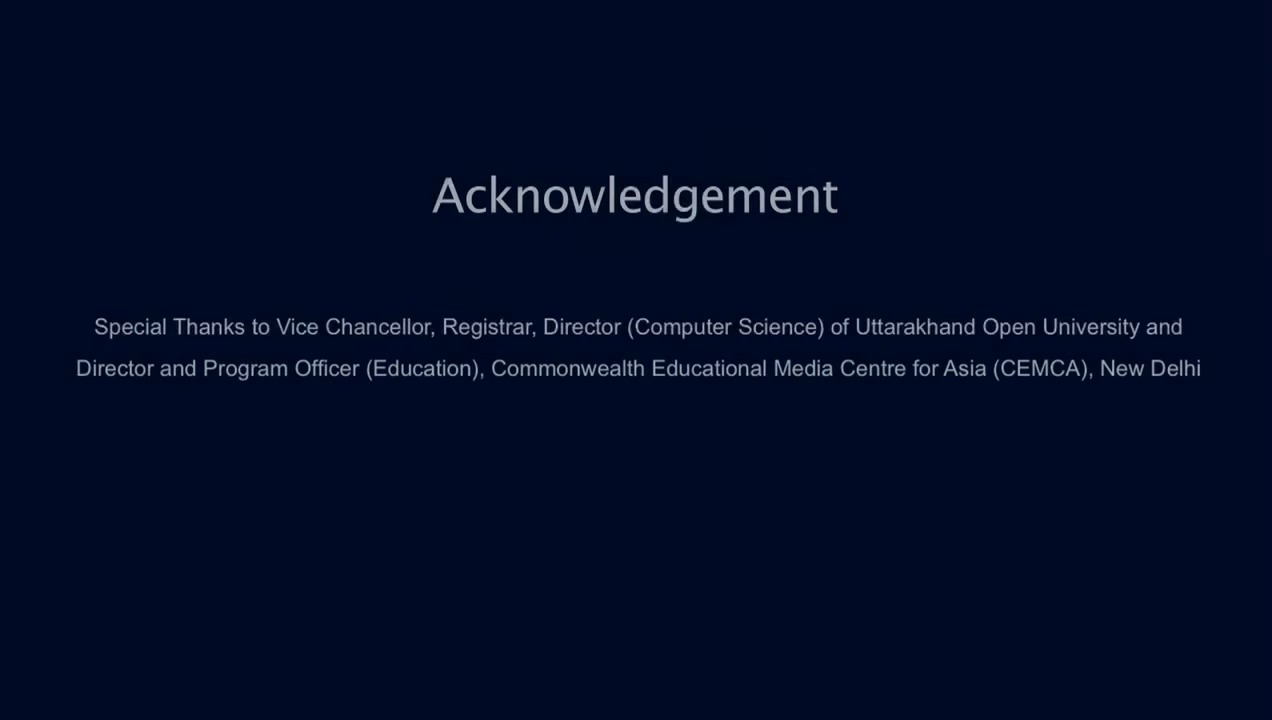 Acknowledgement
Special Thanks to Vice Chancellor, Registrar, Director (Computer Science) of Uttarakhand Open University and
Director and Program Officer (Education), Commonwealth Educational Media Centre for Asia (CEMCA), New Delhi